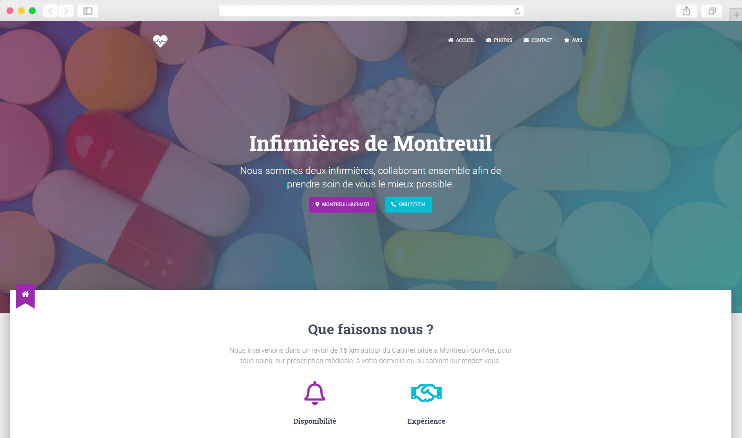 ACCUEIL PHOTOS CONTACT AVIS
Infirmières de Montreuil
Nous sommes deux infirmières, collaborant ensemble afin de
prendre soin de vous le mieux possible
MONTREUIL-SUR-MER 0981777734
Que faisons nous ?
Nous intervenons dans un rayon de 15 km autour du Cabinet situé à Montreuil-Sur-Mer, pour
tous soins, sur prescription médicale, à votre domicile ou au cabinet sur rendez-vous.
Disponibilité Expérience